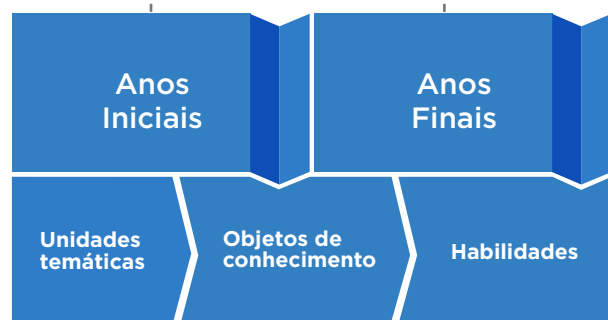 Anos
Iniciais
Anos
Finais
Unidades
temáticas
Objetos de
conhecimento
Habilidades